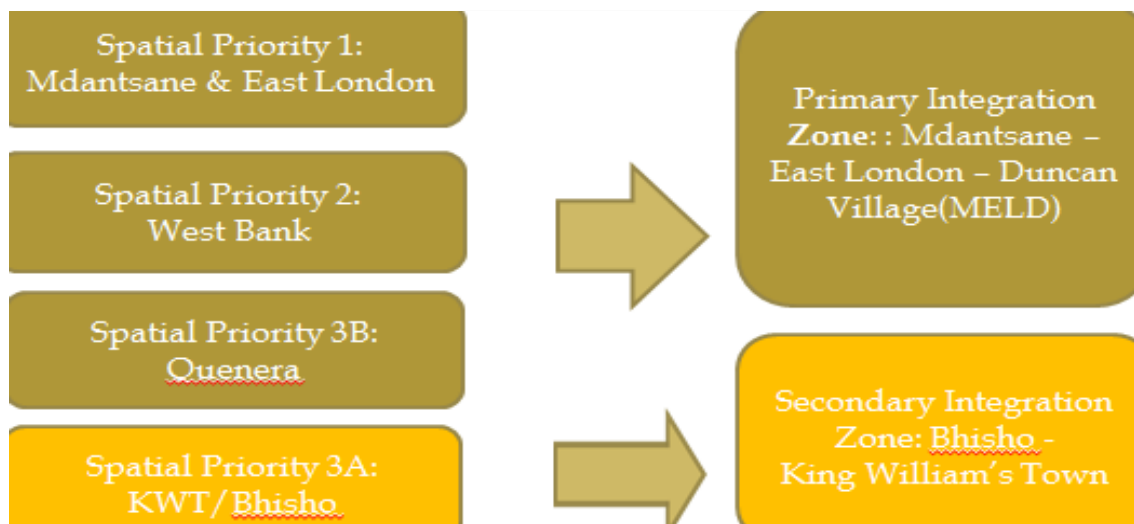 Spatial Priority 1:
Mdantsane & East London
Spatial Priority 2:
West Bank
Spatial Priority 3B:
Quenera
Spatial Priority 3A:
KWT/Bhisho
Primary Integration
Zone: : Mdantsane –
East London – Duncan
Village(MELD)
Secondary Integration
Zone: Bhisho -
King William's Town